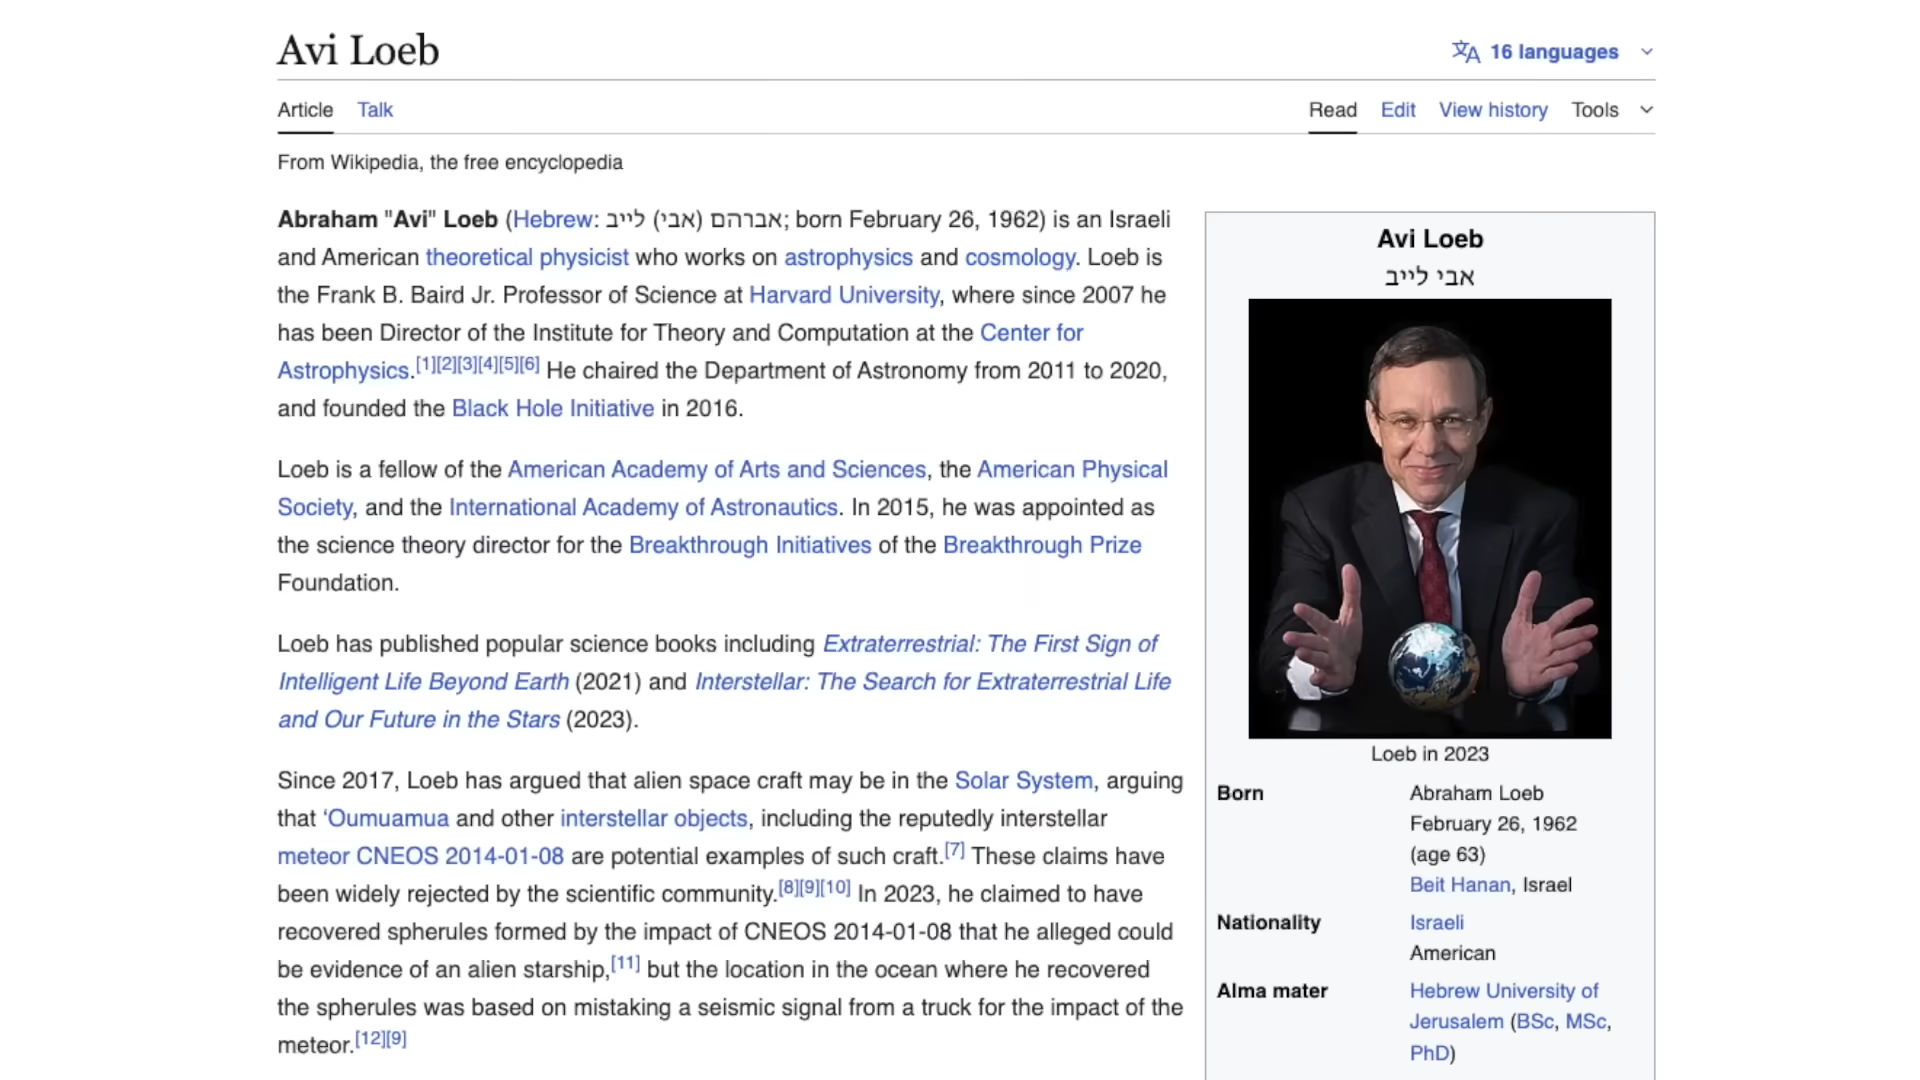 Avi Loeb
16 languages
Article Talk
Read Edit View history Tools
From Wikipedia, the free encyclopedia
Abraham "Avi" Loeb (Hebrew: אברהם (אבי) לייב; born February 26, 1962) is an Israeli
and American theoretical physicist who works on astrophysics and cosmology. Loeb is
the Frank B. Baird Jr. Professor of Science at Harvard University, where since 2007 he
has been Director of the Institute for Theory and Computation at the Center for
Astrophysics.[1][2][3][4][5][6] He chaired the Department of Astronomy from 2011 to 2020,
and founded the Black Hole Initiative in 2016.
Loeb is a fellow of the American Academy of Arts and Sciences, the American Physical
Society, and the International Academy of Astronautics. In 2015, he was appointed as
the science theory director for the Breakthrough Initiatives of the Breakthrough Prize
Foundation.
Loeb has published popular science books including Extraterrestrial: The First Sign of
Intelligent Life Beyond Earth (2021) and Interstellar: The Search for Extraterrestrial Life
and Our Future in the Stars (2023).
Since 2017, Loeb has argued that alien space craft may be in the Solar System, arguing
that ‘Oumuamua and other interstellar objects, including the reputedly interstellar
meteor CNEOS 2014-01-08 are potential examples of such craft.[7] These claims have
been widely rejected by the scientific community.[8][9][10] In 2023, he claimed to have
recovered spherules formed by the impact of CNEOS 2014-01-08 that he alleged could
be evidence of an alien starship,[11] but the location in the ocean where he recovered
the spherules was based on mistaking a seismic signal from a truck for the impact of the
meteor.[12][9]
Avi Loeb
אבי לייב
Loeb in 2023
Born Abraham Loeb
February 26, 1962
(age 63)
Beit Hanan, Israel
Nationality Israeli
American
Alma mater Hebrew University of
Jerusalem (BSc, MSc,
PhD)